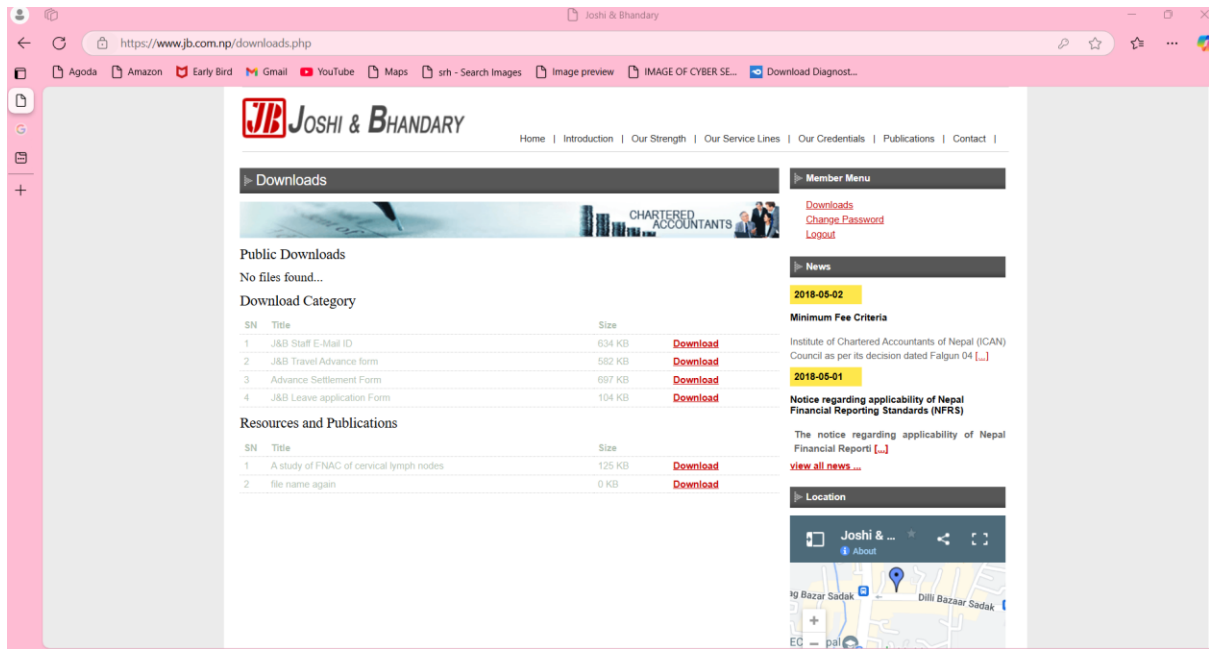 Joshi & Bhandary
https://www.jb.com.np/downloads.php
Agoda Amazon Early Bird Gmail YouTube Maps srh - Search Images Image preview IMAGE OF CYBER SE... Download Diagnost...
JB JOSHI & BHANDARY
Home | Introduction | Our Strength | Our Service Lines | Our Credentials | Publications | Contact |
Downloads
CHARTERED
ACCOUNTANTS
Public Downloads
No files found...
Download Category
SN Title Size
1 J&B Staff E-Mail ID 634 KB Download
2 J&B Travel Advance form 582 KB Download
3 Advance Settlement Form 697 KB Download
4 J&B Leave application Form 104 KB Download
Resources and Publications
SN Title Size
1 A study of FNAC of cervical lymph nodes 125 KB Download
2 file name again 0 KB Download
Member Menu
Downloads
Change Password
Logout
News
2018-05-02
Minimum Fee Criteria
Institute of Chartered Accountants of Nepal (ICAN)
Council as per its decision dated Falgun 04 [...]
2018-05-01
Notice regarding applicability of Nepal
Financial Reporting Standards (NFRS)
The notice regarding applicability of Nepal
Financial Reporti [...]
view all news ...
Location
Joshi & ...
About
Bazar Sadak
Dilli Bazaar Sadak